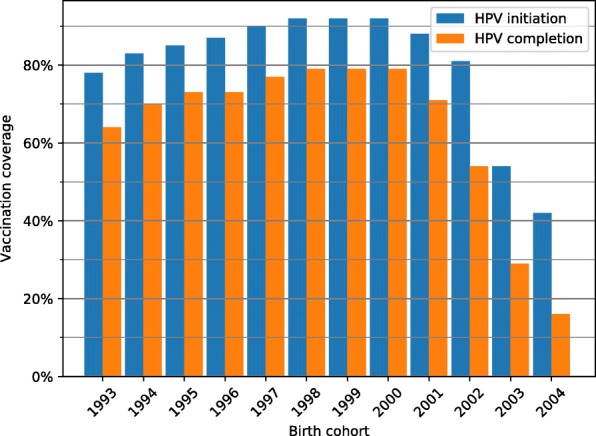 HPV initiation
HPV completion
80%
60%
40%
20%
0%
Vaccination coverage
1993 1994 1995 1996 1997 1998 1999 2000 2001 2002 2003 2004
Birth cohort